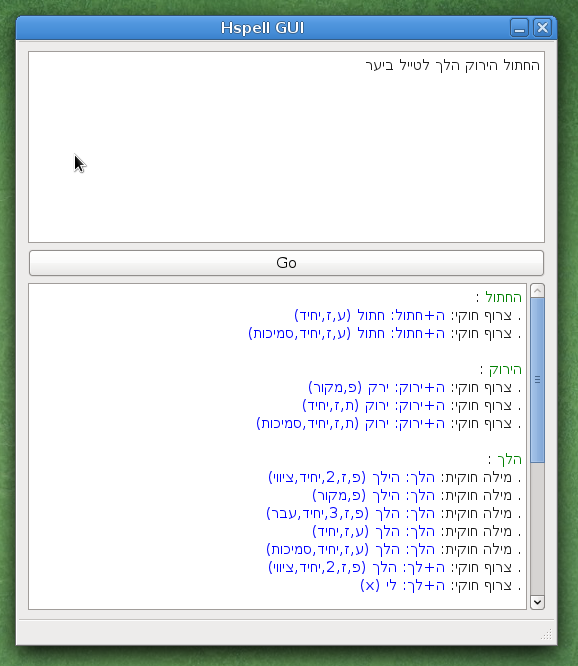 Hspell GUI
החתול הירוק הלך לטייל ביער
Go
החתול :
. צרוף חוקי: ה+חתול: חתול (ע,ז,יחיד)
. צרוף חוקי: ה+חתול: חתול (ע,ז,יחיד,סמיכות)
הירוק :
. צרוף חוקי: ה+ירוק: ירק (פ,מקור)
. צרוף חוקי: ה+ירוק: ירוק (ת,ז,יחיד)
. צרוף חוקי: ה+ירוק: ירוק (ת,ז,יחיד,סמיכות)
הלך :
. מילה חוקית: הלך: הילך (פ,ז,2,יחיד,ציווי)
. מילה חוקית: הלך: הילך (פ,מקור)
. מילה חוקית: הלך: הלך (פ,ז,3,יחיד,עבר)
. מילה חוקית: הלך: הלך (ע,ז,יחיד)
. מילה חוקית: הלך: הלך (ע,ז,יחיד,סמיכות)
. צרוף חוקי: ה+לך: הלך (פ,ז,2,יחיד,ציווי)
. צרוף חוקי: ה+לך: לי (x)